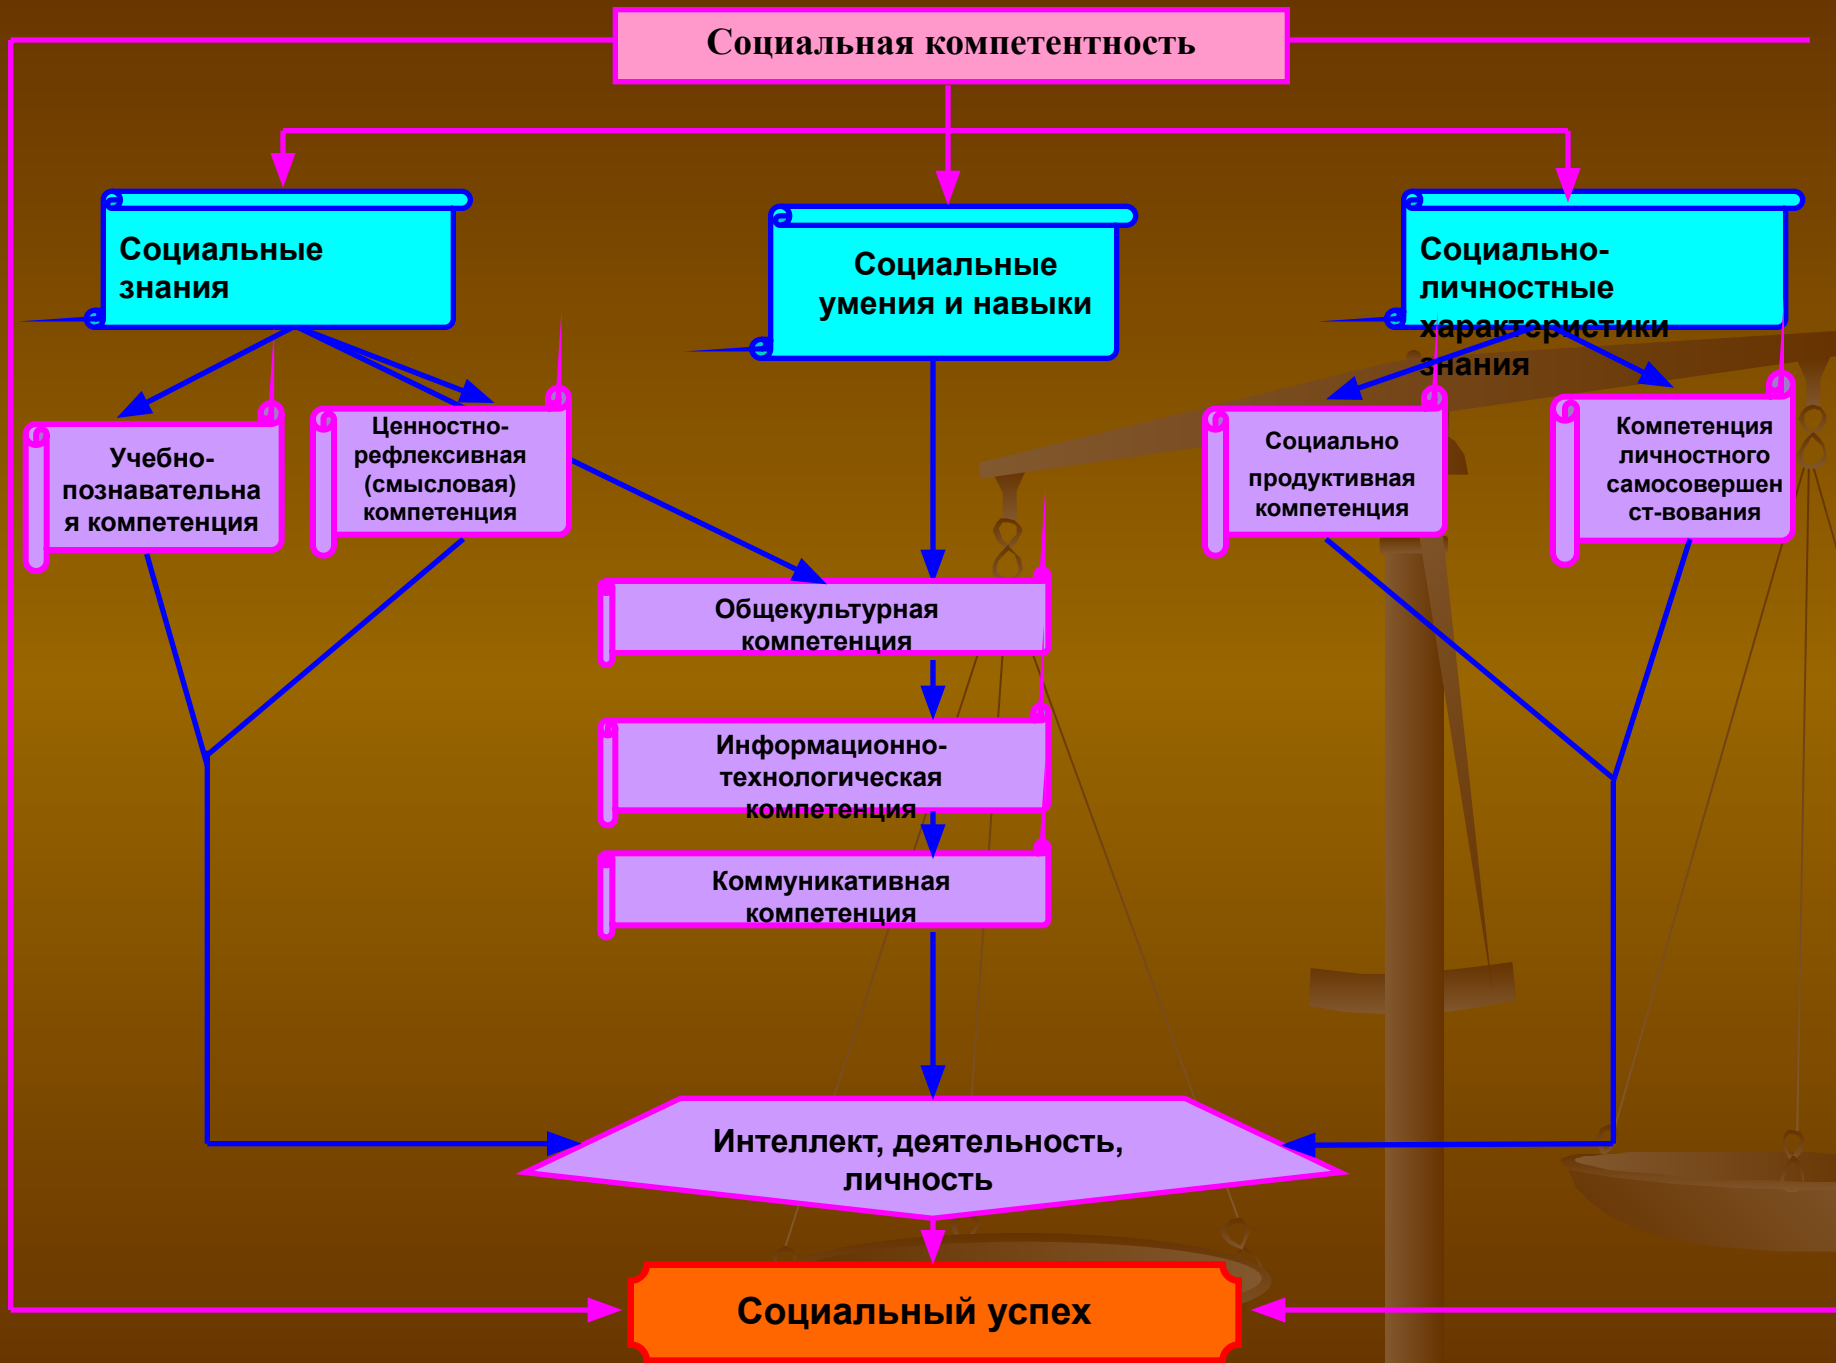 Социальная компетентность
Социальные
знания
Социальные
умения и навыки
Социально-
личностные
характеристики
знания
Учебно-
познавательна
я компетенция
Ценностно-
рефлексивная
(смысловая)
компетенция
Социально
продуктивная
компетенция
Компетенция
личностного
самосовершен
ст-вования
Общекультурная
компетенция
Информационно-
технологическая
компетенция
Коммуникативная
компетенция
Интеллект, деятельность,
личность
Социальный успех